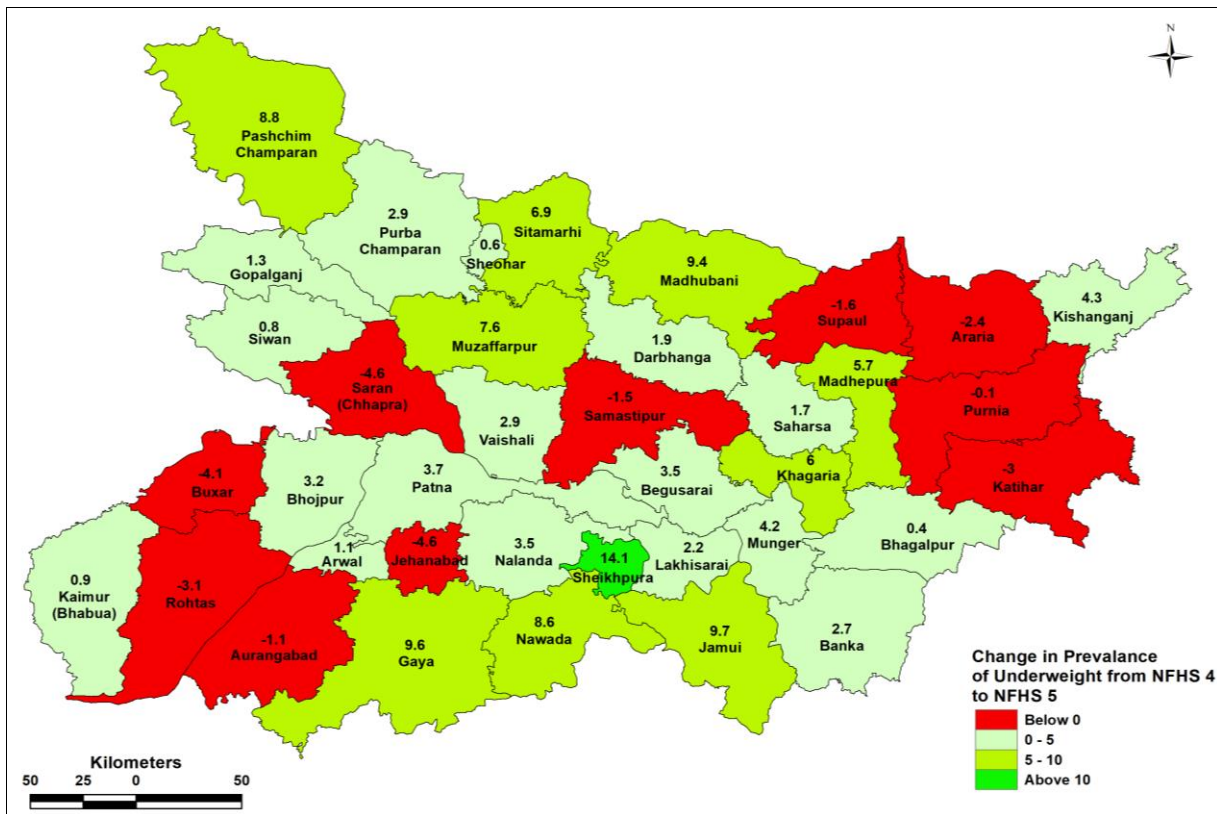 N
8.8
Pashchim
Champaran
2.9
Purba
Champaran
6.9
Sitamarhi
0.6
Sheohar
1.3
Gopalganj
9.4
Madhubani
4.3
Kishanganj
-1.6
Supaul
-2.4
Araria
0.8
Siwan
7.6
Muzaffarpur
1.9
Darbhanga
5.7
Madhepura
-4.6
Saran
(Chhapra)
-0.1
Purnia
-1.5
Samastipur
1.7
Saharsa
2.9
Vaishali
-4.1
Buxar
3.2
Bhojpur
3.7
Patna
3.5
Begusarai
6
Khagaria
-3
Katihar
4.2
Munger
0.4
Bhagalpur
1.1
Arwal
-4.6
Jehanabad
3.5
Nalanda
14.1
Sheikhpura
2.2
Lakhisarai
0.9
Kaimur
(Bhabua)
-3.1
Rohtas
-1.1
Aurangabad
9.6
Gaya
8.6
Nawada
9.7
Jamui
2.7
Banka
Change in Prevalance
of Underweight from NFHS 4
to NFHS 5
Below 0
0 - 5
5 - 10
Above 10
Kilometers
50 25 0 50